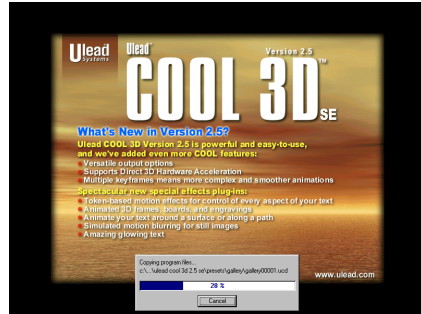 Ulead
Systems
Ulead®
Version 2.5
COOL 3D™
SE
What's New in Version 2.5?
Ulead COOL 3D Version 2.5 is powerful and easy-to-use,
and we've added even more COOL features:
Versatile output options
Supports Direct 3D Hardware Acceleration
Multiple keyframes means more complex and smoother animations
Spectacular new special effects plug-ins:
Token-based motion effects for control of every aspect of your text
Animated 3D frames, boards, and engravings
Animate your text around a surface or along a path
Simulated motion blurring for still images
Amazing glowing text
Copying program files...
c:\...\ulead cool 3d 2.5 se\presets\gallery\gallery00001.ucd
28 %
Cancel
www.ulead.com